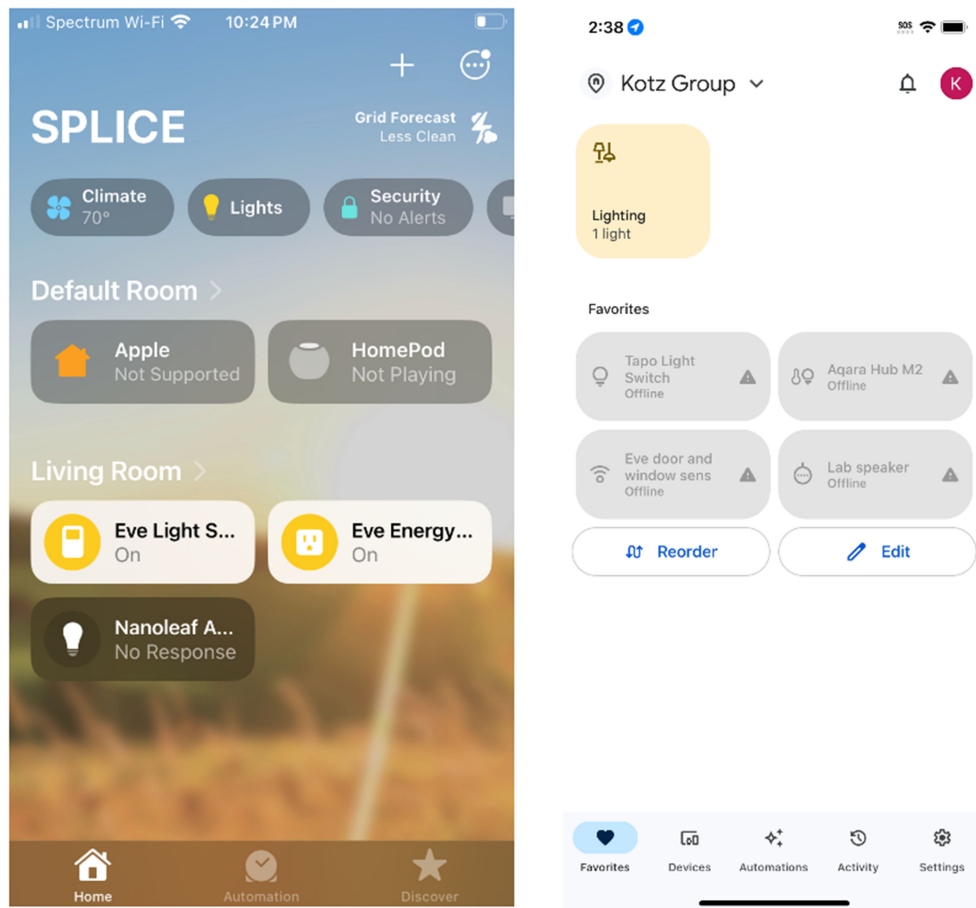 Spectrum Wi-Fi
10:24 PM
SPLICE
Grid Forecast
Less Clean
Climate
70°
Lights
Security
No Alerts
Default Room
Apple
Not Supported
HomePod
Not Playing
Living Room
Eve Light S...
On
Eve Energy...
On
Nanoleaf A...
No Response
Home
Automation
Discover
2:38
SOS
Kotz Group
K
Lighting
1 light
Favorites
Tapo Light
Switch
Offline
Aqara Hub M2
Offline
Eve door and
window sens
Offline
Lab speaker
Offline
Reorder
Edit
Favorites
Devices
Automations
Activity
Settings